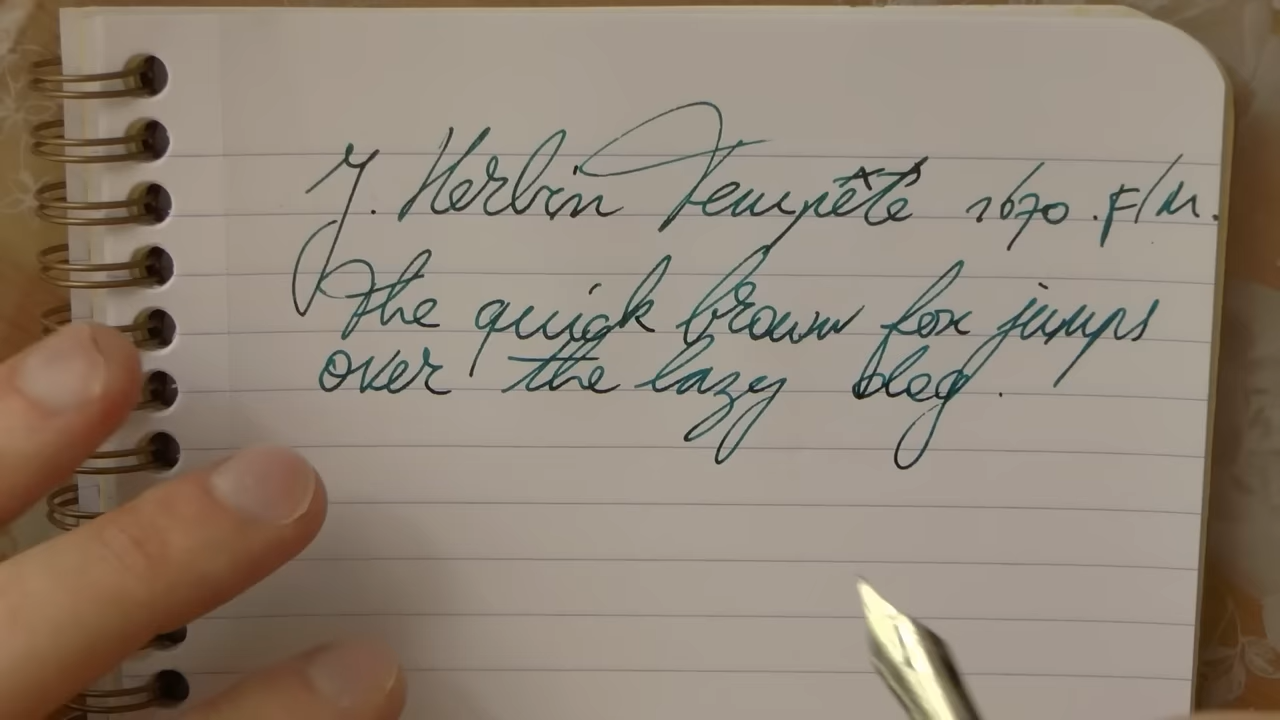 J. Herbin Tempête 1670 . F/M.
The quick brown fox jumps
over the lazy dog.